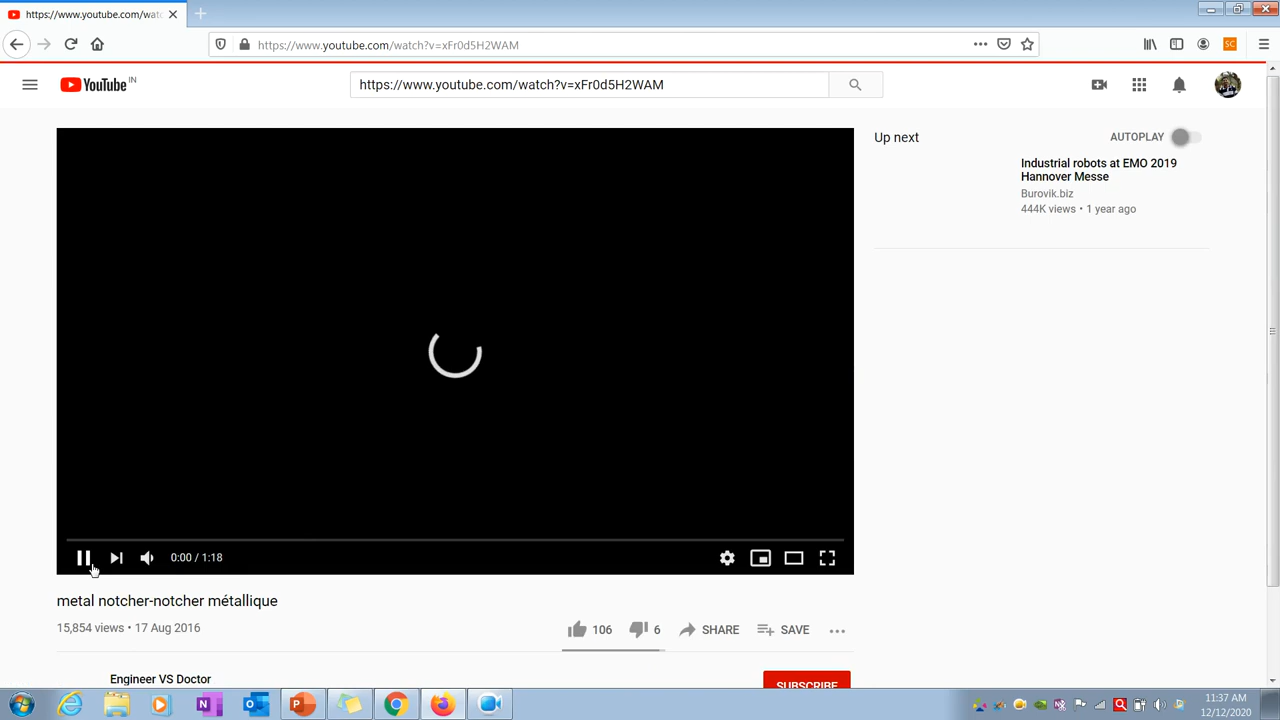 https://www.youtube.com/wat
https://www.youtube.com/watch?v=xFr0d5H2WAM
SC
YouTube IN
https://www.youtube.com/watch?v=xFr0d5H2WAM
Up next
AUTOPLAY
Industrial robots at EMO 2019
Hannover Messe
Burovik.biz
444K views • 1 year ago
0:00 / 1:18
metal notcher-notcher métallique
15,854 views • 17 Aug 2016
106
6
SHARE
SAVE
Engineer VS Doctor
SUBSCRIBE
11:37 AM
12/12/2020